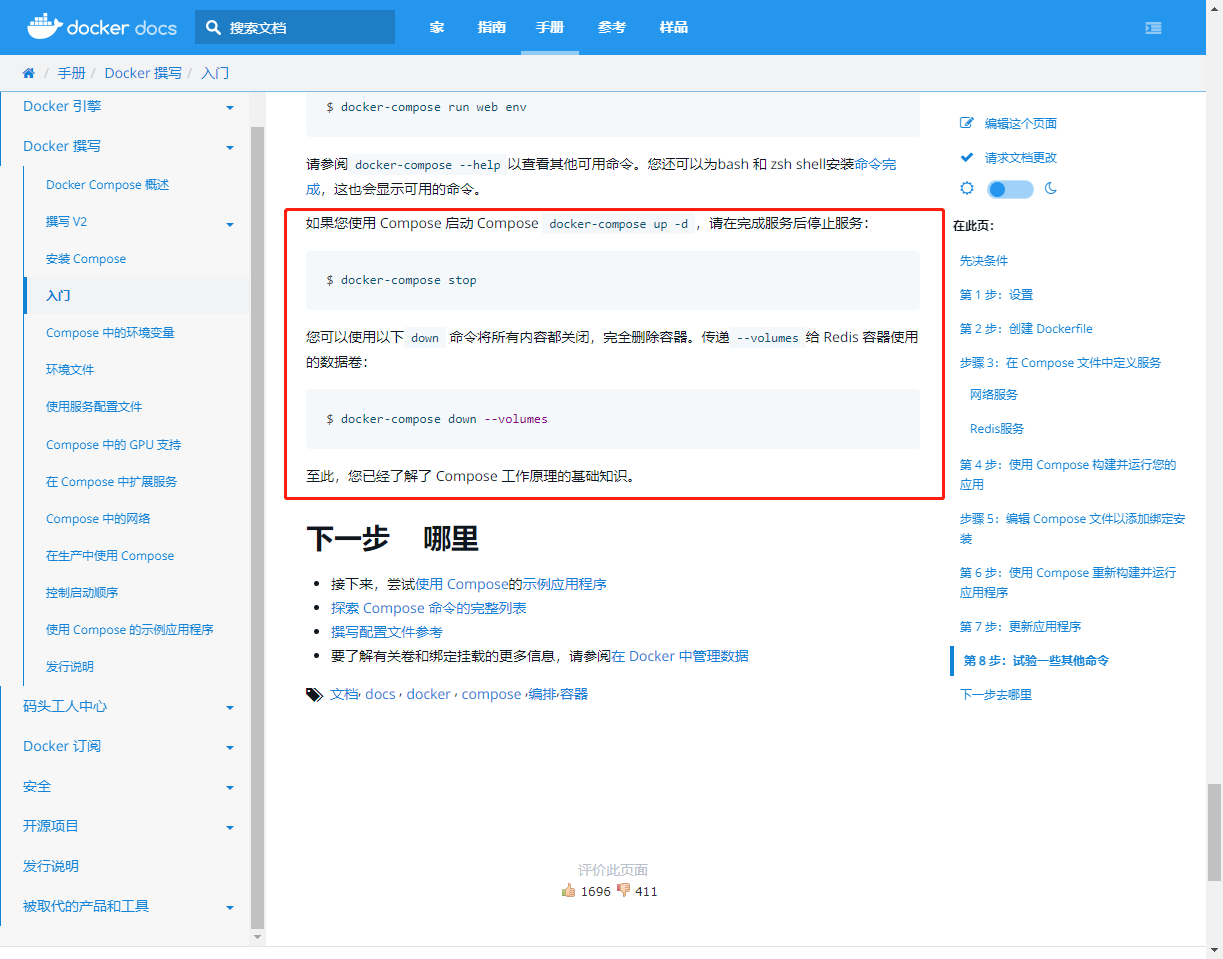 docker docs
搜索文档
家 指南 手册 参考 样品
/ 手册 / Docker 撰写 / 入门
Docker 引擎
Docker 撰写
Docker Compose 概述
撰写 V2
安装 Compose
入门
Compose 中的环境变量
环境文件
使用服务配置文件
Compose 中的 GPU 支持
在 Compose 中扩展服务
Compose 中的网络
在生产中使用 Compose
控制启动顺序
使用 Compose 的示例应用程序
发行说明
码头工人中心
Docker 订阅
安全
开源项目
发行说明
被取代的产品和工具
$ docker-compose run web env
请参阅 docker-compose --help 以查看其他可用命令。您还可以为bash 和 zsh shell安装命令完
成，这也会显示可用的命令。
如果您使用 Compose 启动 Compose docker-compose up -d ，请在完成服务后停止服务：
$ docker-compose stop
您可以使用以下 down 命令将所有内容都关闭，完全删除容器。传递 --volumes 给 Redis 容器使用
的数据卷：
$ docker-compose down --volumes
至此，您已经了解了 Compose 工作原理的基础知识。
下一步 哪里
接下来，尝试使用 Compose的示例应用程序
探索 Compose 命令的完整列表
撰写配置文件参考
要了解有关卷和绑定挂载的更多信息，请参阅在 Docker 中管理数据
文档, docs , docker , compose ,编排,容器
评价此页面
1696 411
编辑这个页面
请求文档更改
在此页：
先决条件
第 1 步：设置
第 2 步：创建 Dockerfile
步骤 3：在 Compose 文件中定义服务
网络服务
Redis服务
第 4 步：使用 Compose 构建并运行您的
应用
步骤 5：编辑 Compose 文件以添加绑定安
装
第 6 步：使用 Compose 重新构建并运行
应用程序
第 7 步：更新应用程序
第 8 步：试验一些其他命令
下一步去哪里